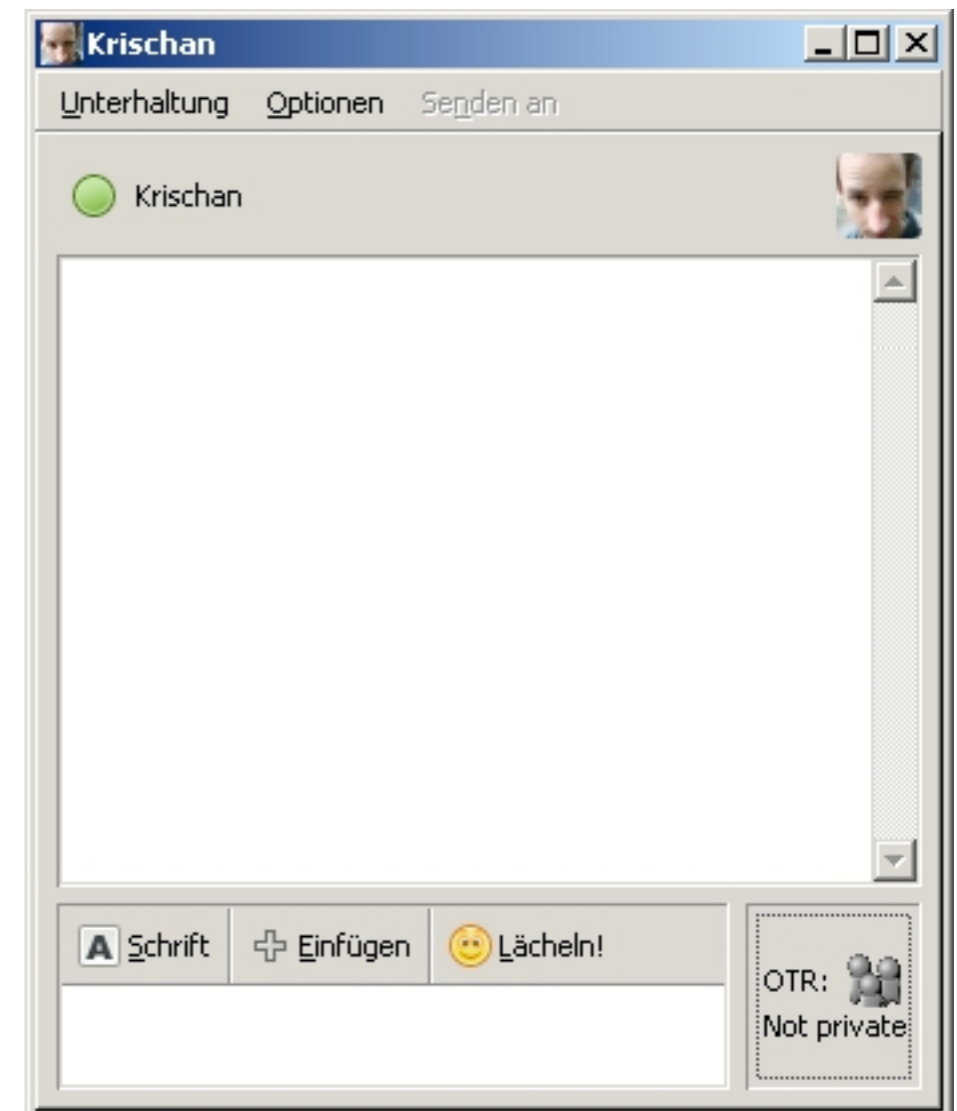 Krischan
Unterhaltung Optionen Senden an
Krischan
A Schrift Einfügen Lächeln!
OTR:
Not private